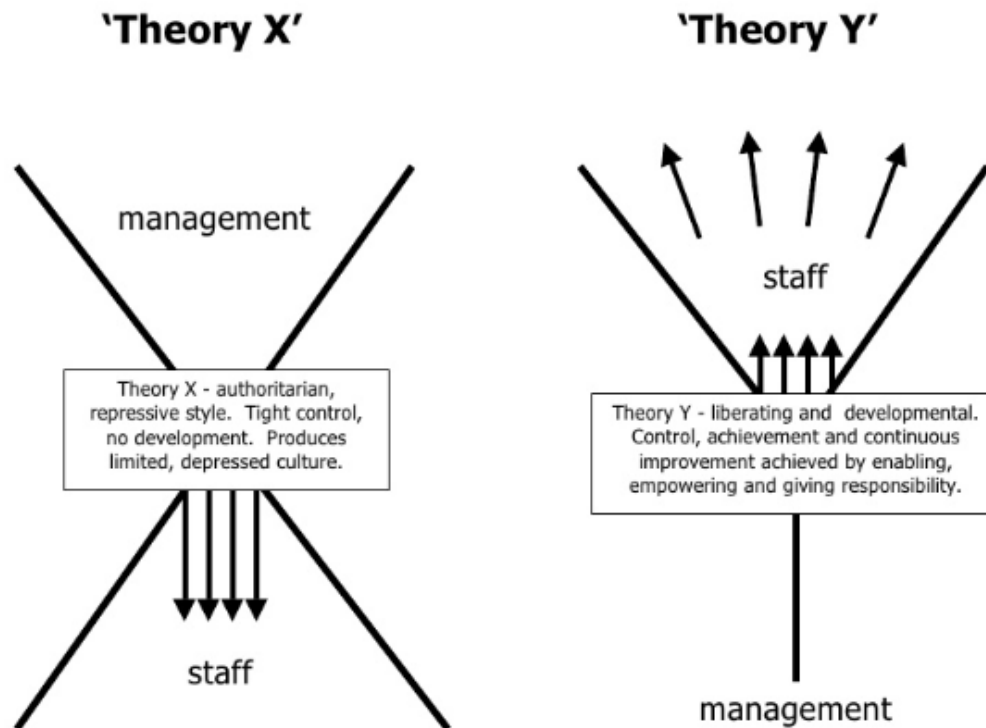 ‘Theory X’
management
Theory X - authoritarian,
repressive style. Tight control,
no development. Produces
limited, depressed culture.
staff
‘Theory Y’
staff
Theory Y - liberating and developmental.
Control, achievement and continuous
improvement achieved by enabling,
empowering and giving responsibility.
management